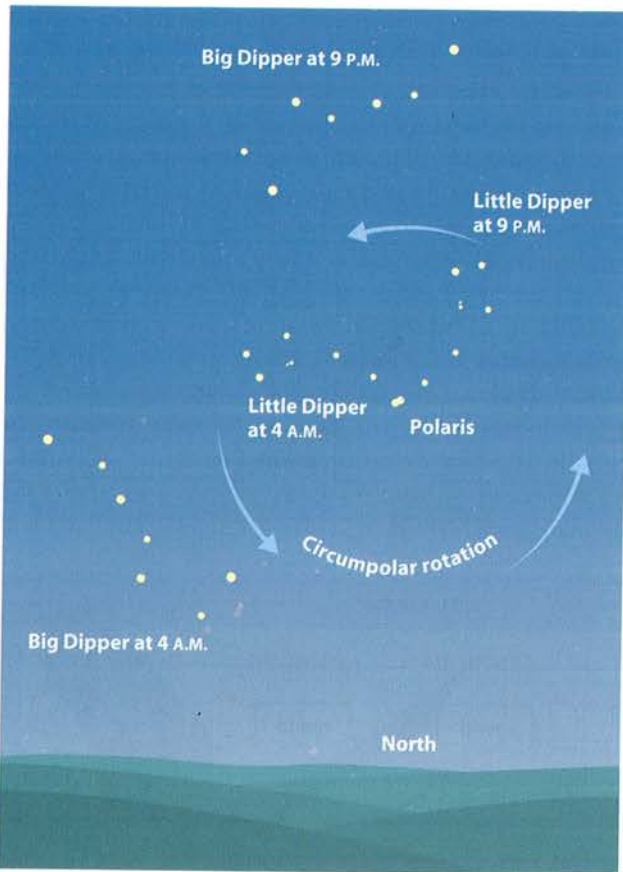 Big Dipper at 9 P.M.
Little Dipper
at 9 P.M.
Little Dipper
at 4 A.M.
Polaris
Circumpolar rotation
Big Dipper at 4 A.M.
North